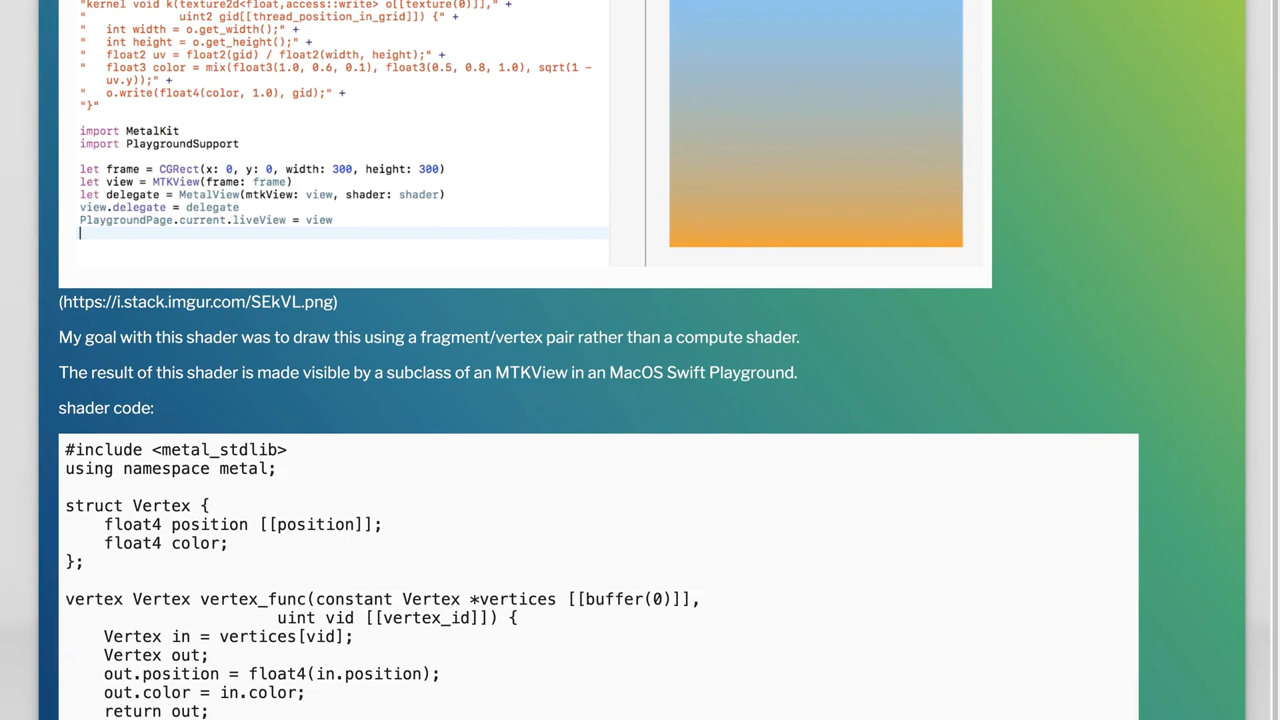 "kernel void k(texture2d<float,access::write> o[[texture(0)]]," +
"             uint2 gid[[thread_position_in_grid]]) {" +
"   int width = o.get_width();" +
"   int height = o.get_height();" +
"   float2 uv = float2(gid) / float2(width, height);" +
"   float3 color = mix(float3(1.0, 0.6, 0.1), float3(0.5, 0.8, 1.0), sqrt(1 -
uv.y));" +
"   o.write(float4(color, 1.0), gid);" +
"}"
import MetalKit
import PlaygroundSupport
let frame = CGRect(x: 0, y: 0, width: 300, height: 300)
let view = MTKView(frame: frame)
let delegate = MetalView(mtkView: view, shader: shader)
view.delegate = delegate
PlaygroundPage.current.liveView = view
(https://i.stack.imgur.com/SEkVL.png)
My goal with this shader was to draw this using a fragment/vertex pair rather than a compute shader.
The result of this shader is made visible by a subclass of an MTKView in an MacOS Swift Playground.
shader code:
#include <metal_stdlib>
using namespace metal;
struct Vertex {
    float4 position [[position]];
    float4 color;
};
vertex Vertex vertex_func(constant Vertex *vertices [[buffer(0)]],
                      uint vid [[vertex_id]]) {
    Vertex in = vertices[vid];
    Vertex out;
    out.position = float4(in.position);
    out.color = in.color;
    return out;